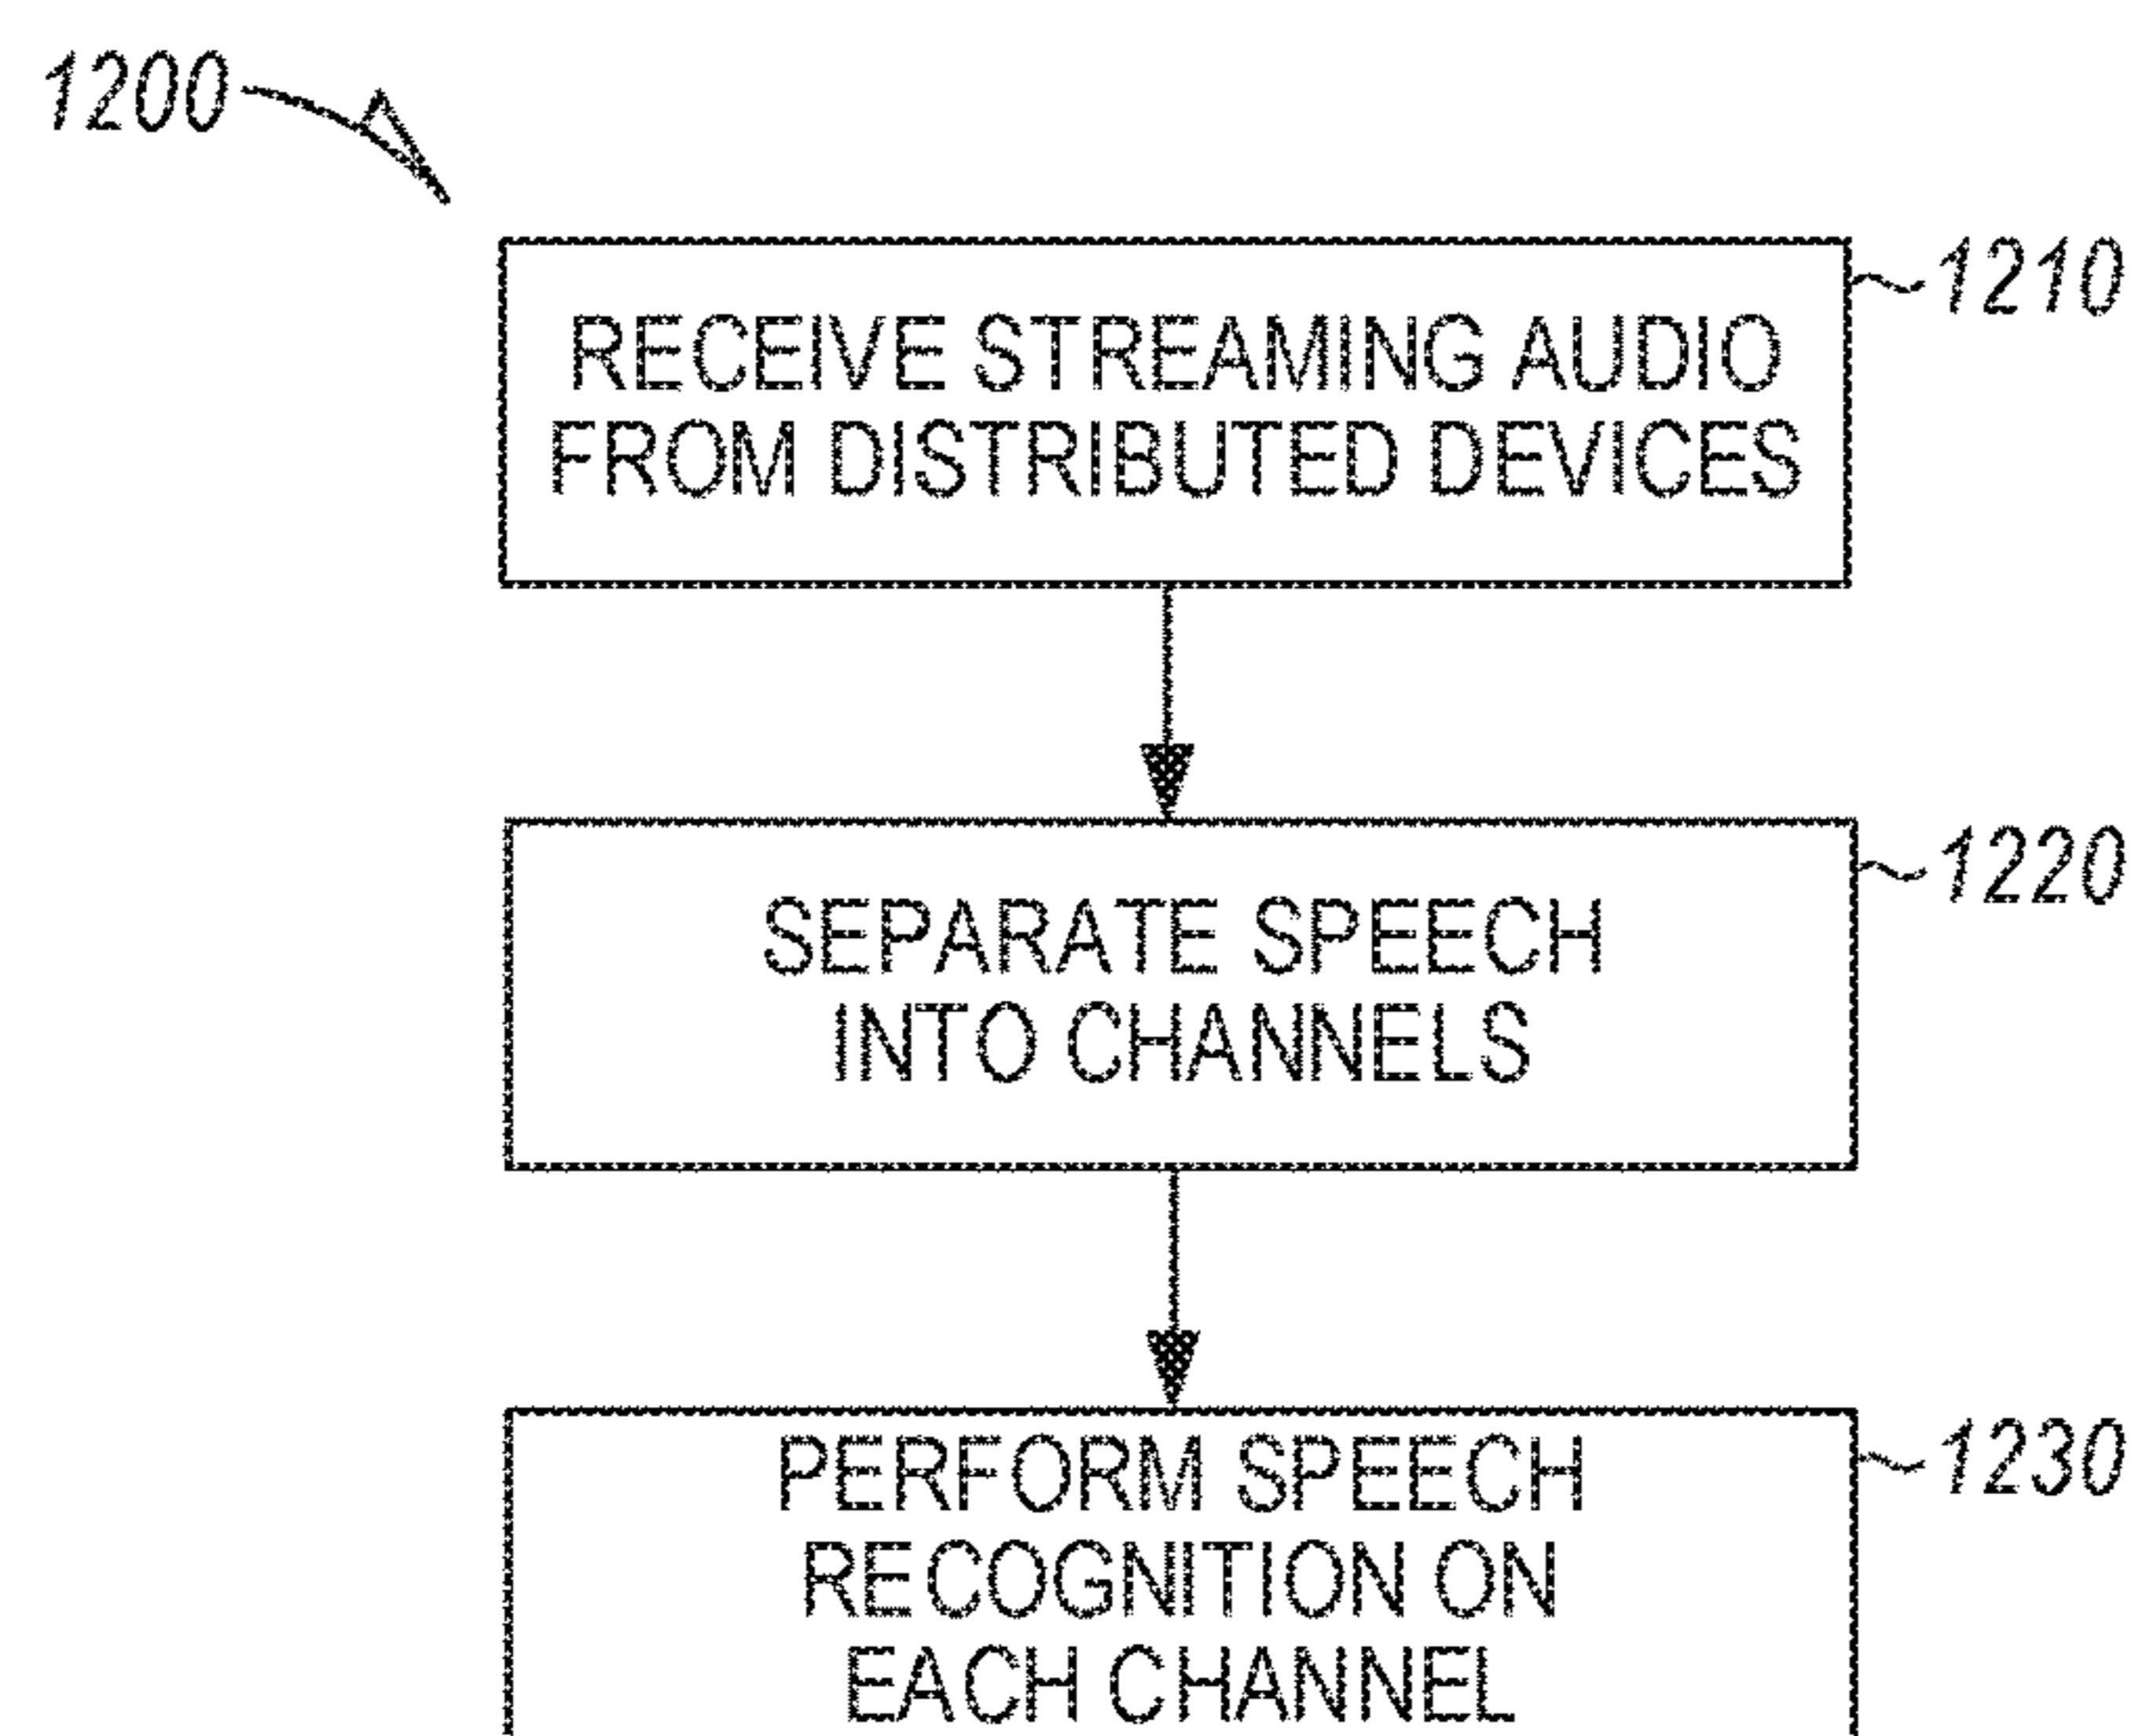 1200
1210
RECEIVE STREAMING AUDIO
FROM DISTRIBUTED DEVICES
1220
SEPARATE SPEECH
INTO CHANNELS
1230
PERFORM SPEECH
RECOGNITION ON
EACH CHANNEL